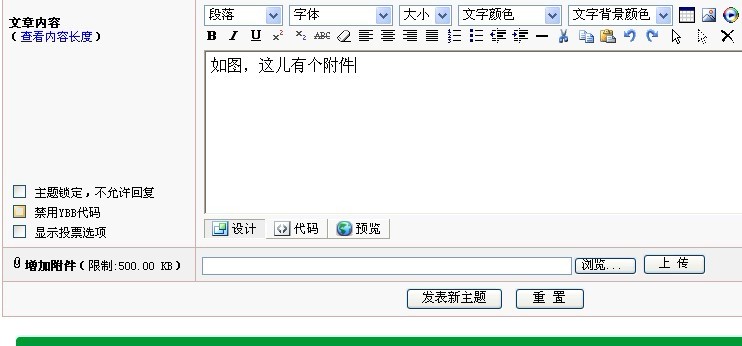 段落 字体 大小 文字颜色 文字背景颜色
文章内容
( 查看内容长度 )
B I U x² x₂ ABC
如图，这儿有个附件
主题锁定，不允许回复
禁用YBB代码
显示投票选项
设计 代码 预览
增加附件 ( 限制:500.00 KB ) 浏览... 上 传
发表新主题 重 置